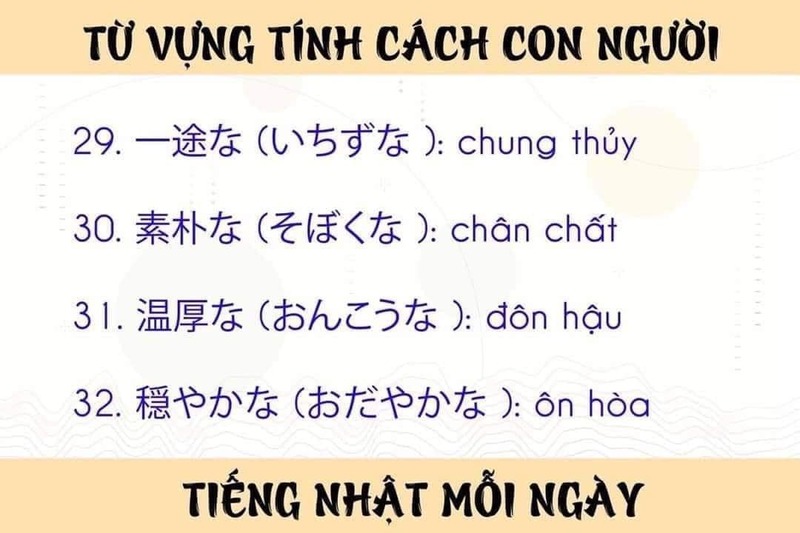 TỪ VỰNG TÍNH CÁCH CON NGƯỜI
29. 一途な (いちずな ): chung thủy
30. 素朴な (そぼくな ): chân chất
31. 温厚な (おんこうな ): đôn hậu
32. 穏やかな (おだやかな ): ôn hòa
TIẾNG NHẬT MỖI NGÀY